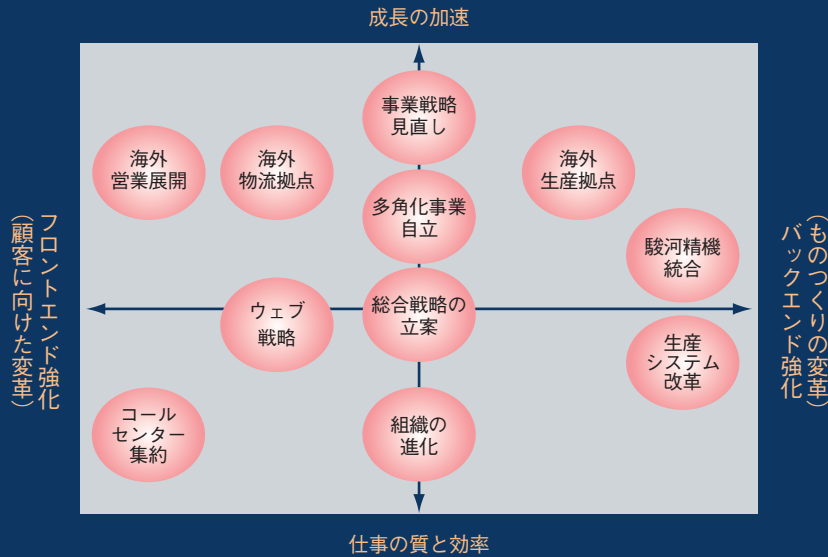 成長の加速
事業戦略
見直し
海外
営業展開
海外
物流拠点
海外
生産拠点
多角化事業
自立
駿河精機
統合
フロントエンド強化
（顧客に向けた変革）
（ものつくりの変革）
バックエンド強化
ウェブ
戦略
総合戦略の
立案
生産
システム
改革
コール
センター
集約
組織の
進化
仕事の質と効率